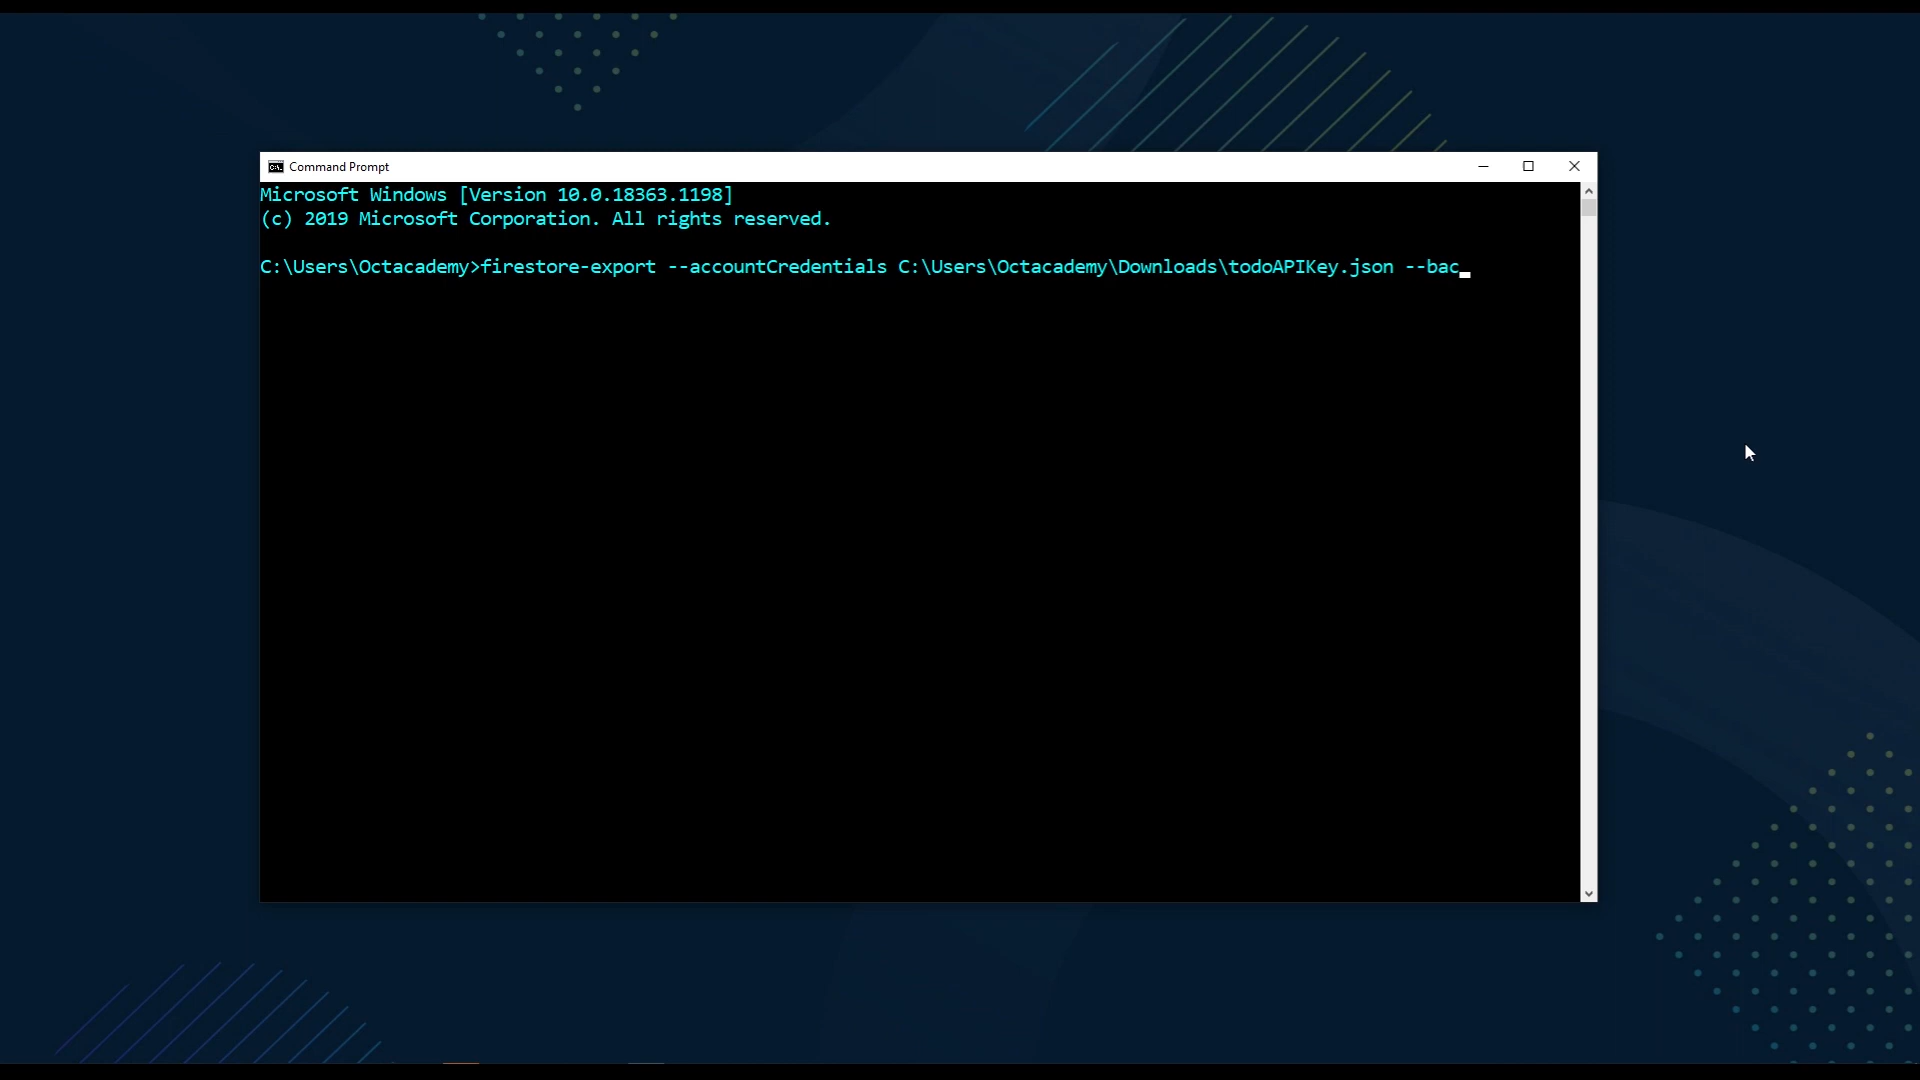 Command Prompt
Microsoft Windows [Version 10.0.18363.1198]
(c) 2019 Microsoft Corporation. All rights reserved.
C:\Users\Octacademy>firestore-export --accountCredentials C:\Users\Octacademy\Downloads\todoAPIKey.json --bac